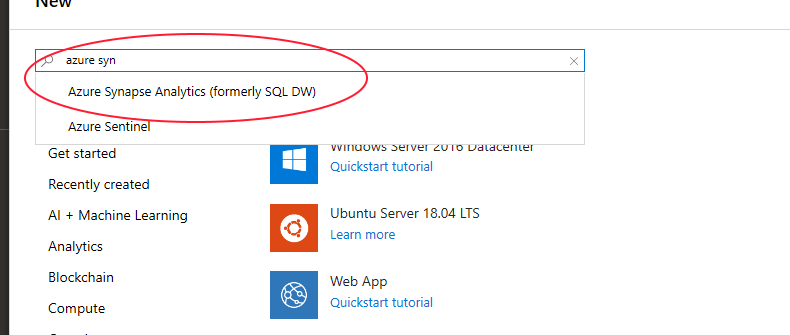 New
azure syn
Azure Synapse Analytics (formerly SQL DW)
Azure Sentinel
Get started
Recently created
AI + Machine Learning
Analytics
Blockchain
Compute
Windows Server 2016 Datacenter
Quickstart tutorial
Ubuntu Server 18.04 LTS
Learn more
Web App
Quickstart tutorial